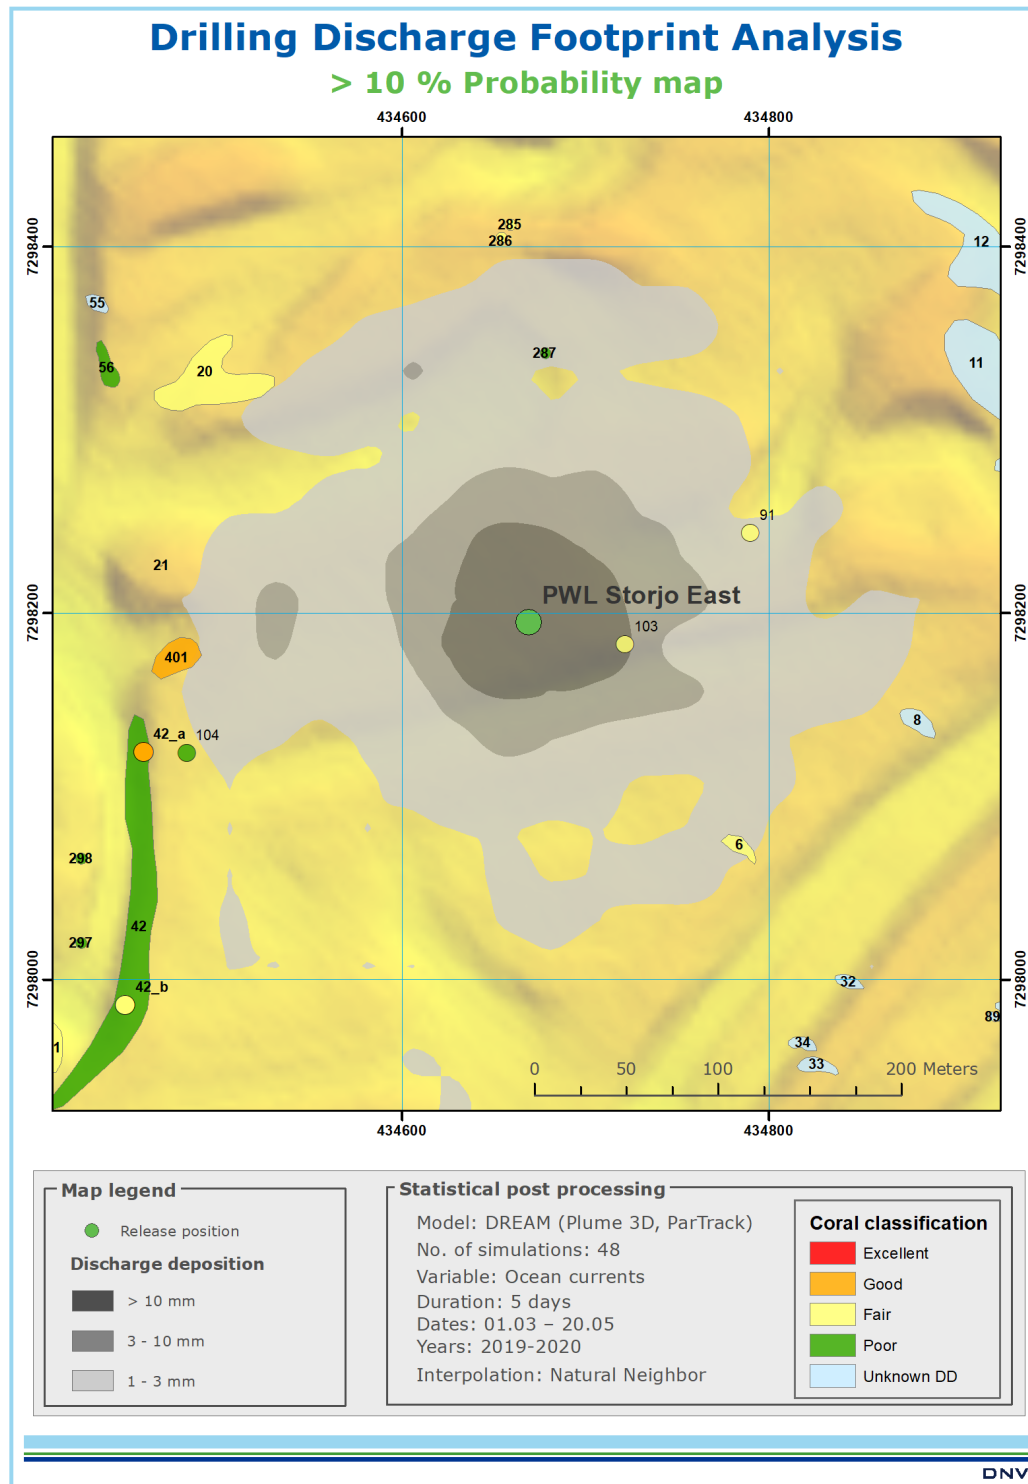 Drilling Discharge Footprint Analysis
> 10 % Probability map
434600 434800
7298400 7298400
285
286
12
55
287
56
20
11
91
21
PWL Storjo East
7298200 7298200
103
401
8
42_a 104
298
6
42
297
7298000 7298000
42_b
32
89
1
34
33
0 50 100 200 Meters
434600 434800
Map legend
Release position
Discharge deposition
> 10 mm
3 - 10 mm
1 - 3 mm
Statistical post processing
Model: DREAM (Plume 3D, ParTrack)
No. of simulations: 48
Variable: Ocean currents
Duration: 5 days
Dates: 01.03 – 20.05
Years: 2019-2020
Interpolation: Natural Neighbor
Coral classification
Excellent
Good
Fair
Poor
Unknown DD
DNV